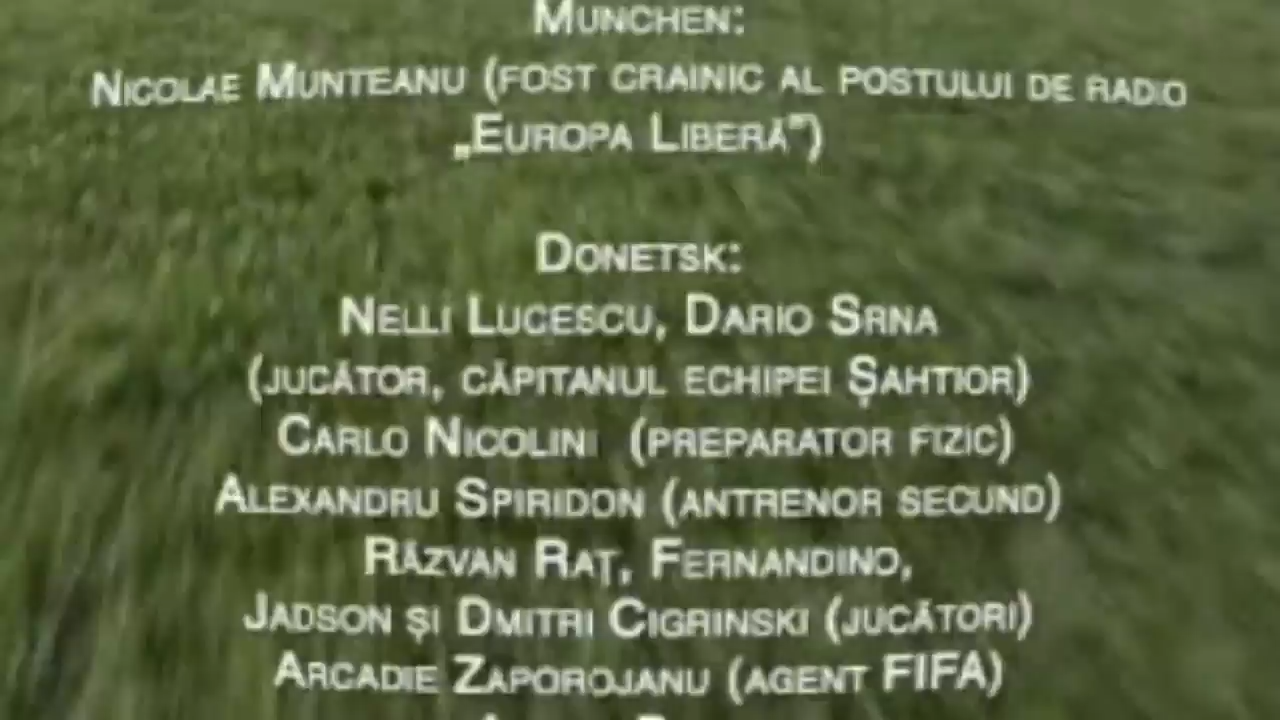 MUNCHEN:
NICOLAE MUNTEANU (FOST CRAINIC AL POSTULUI DE RADIO
„EUROPA LIBERĂ”)
DONETSK:
NELLI LUCESCU, DARIO SRNA
(JUCĂTOR, CĂPITANUL ECHIPEI ȘAHTIOR)
CARLO NICOLINI (PREPARATOR FIZIC)
ALEXANDRU SPIRIDON (ANTRENOR SECUND)
RĂZVAN RAȚ, FERNANDINO,
JADSON ȘI DMITRI CIGRINSKI (JUCĂTORI)
ARCADIE ZAPOROJANU (AGENT FIFA)